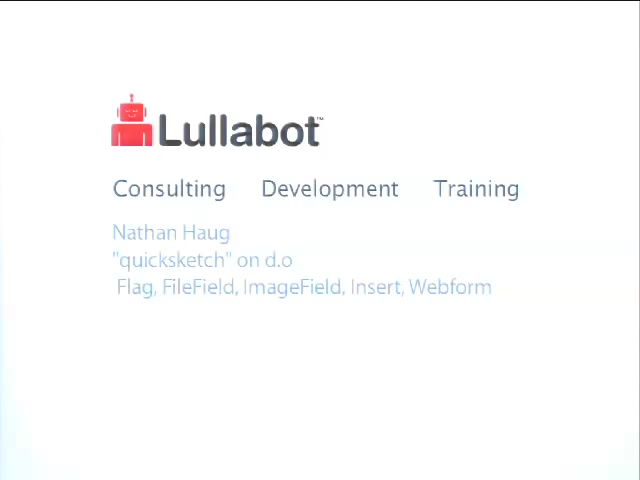 Lullabot™
Consulting Development Training
Nathan Haug
"quicksketch" on d.o
Flag, FileField, ImageField, Insert, Webform